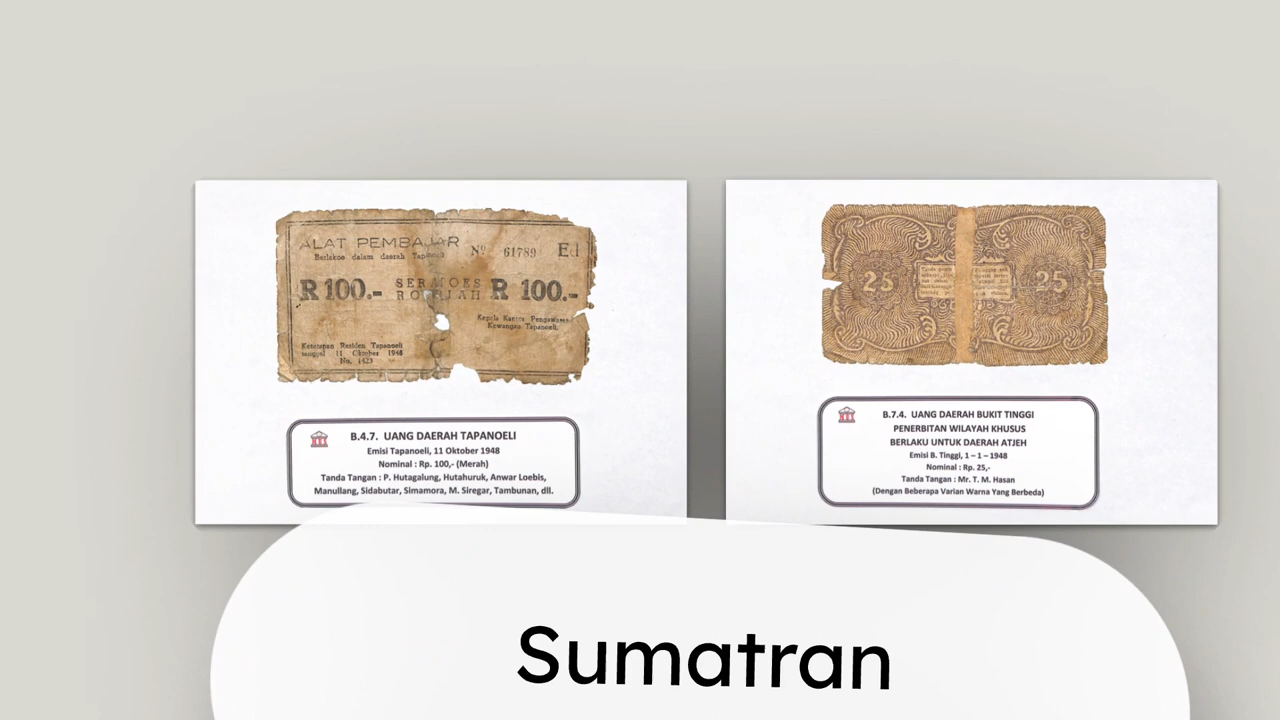 ALAT PEMBAJAR
Berlakoe dalam daerah Tapanoeli
No 61789
E.I
R 100.- SERATOES ROEPIAH R 100.-
Kepala Kantor Pengawasan
Kewangan Tapanoeli,
Ketetapan Residen Tapanoeli
tanggal 11 Oktober 1948
No. 1423
B.4.7. UANG DAERAH TAPANOELI
Emisi Tapanoeli, 11 Oktober 1948
Nominal : Rp. 100,- (Merah)
Tanda Tangan : P. Hutagalung, Hutahuruk, Anwar Loebis,
Manullang, Sidabutar, Simamora, M. Siregar, Tambunan, dll.
25
25
B.7.4. UANG DAERAH BUKIT TINGGI
PENERBITAN WILAYAH KHUSUS
BERLAKU UNTUK DAERAH ATJEH
Emisi B. Tinggi, 1 – 1 – 1948
Nominal : Rp. 25,-
Tanda Tangan : Mr. T. M. Hasan
(Dengan Beberapa Varian Warna Yang Berbeda)
Sumatran